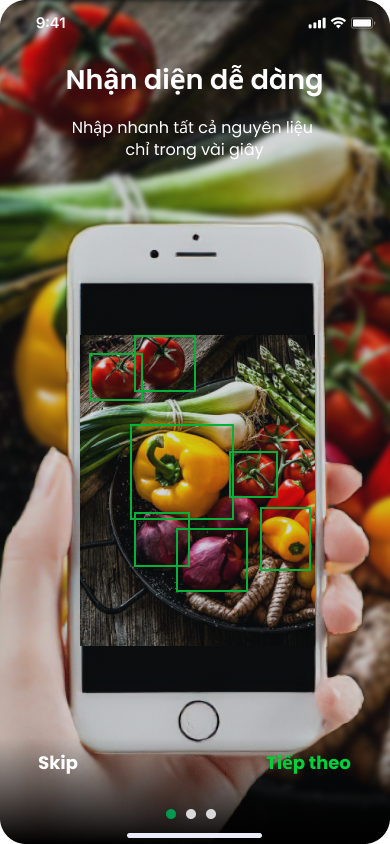 9:41
Nhận diện dễ dàng
Nhập nhanh tất cả nguyên liệu
chỉ trong vài giây
Skip
Tiếp theo